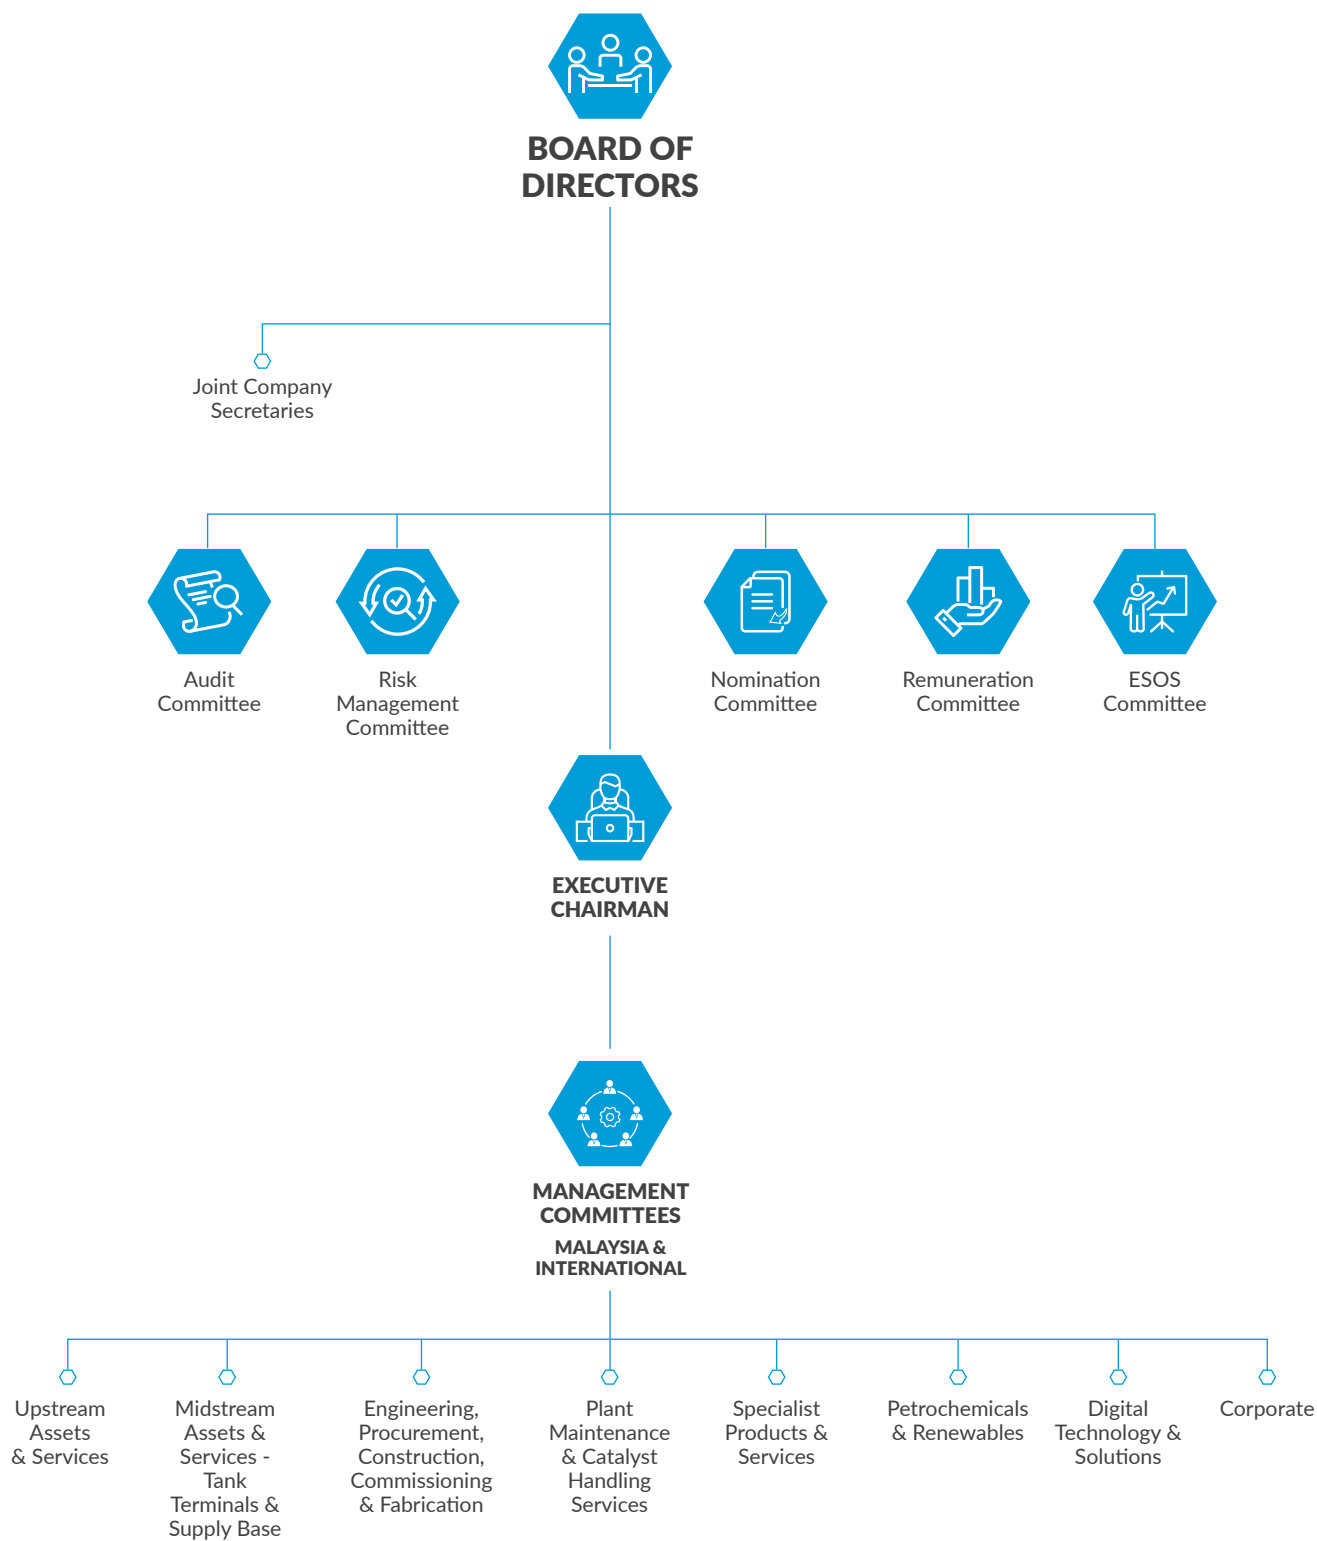 BOARD OF
DIRECTORS
Joint Company
Secretaries
Audit
Committee
Risk
Management
Committee
Nomination
Committee
Remuneration
Committee
ESOS
Committee
EXECUTIVE
CHAIRMAN
MANAGEMENT
COMMITTEES
MALAYSIA &
INTERNATIONAL
Upstream
Assets
& Services
Midstream
Assets &
Services -
Tank
Terminals &
Supply Base
Engineering,
Procurement,
Construction,
Commissioning
& Fabrication
Plant
Maintenance
& Catalyst
Handling
Services
Specialist
Products &
Services
Petrochemicals
& Renewables
Digital
Technology &
Solutions
Corporate